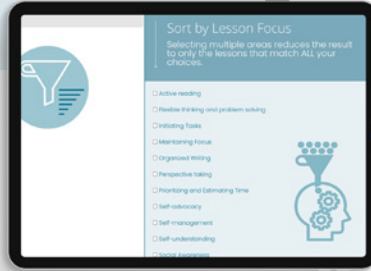 Sort by Lesson Focus
Selecting multiple areas reduces the result
to only the lessons that match ALL your
choices.
Active reading
Flexible thinking and problem solving
Initiating Tasks
Maintaining Focus
Organized Writing
Perspective taking
Prioritizing and Estimating Time
Self-advocacy
Self-management
Self-understanding
Social Awareness